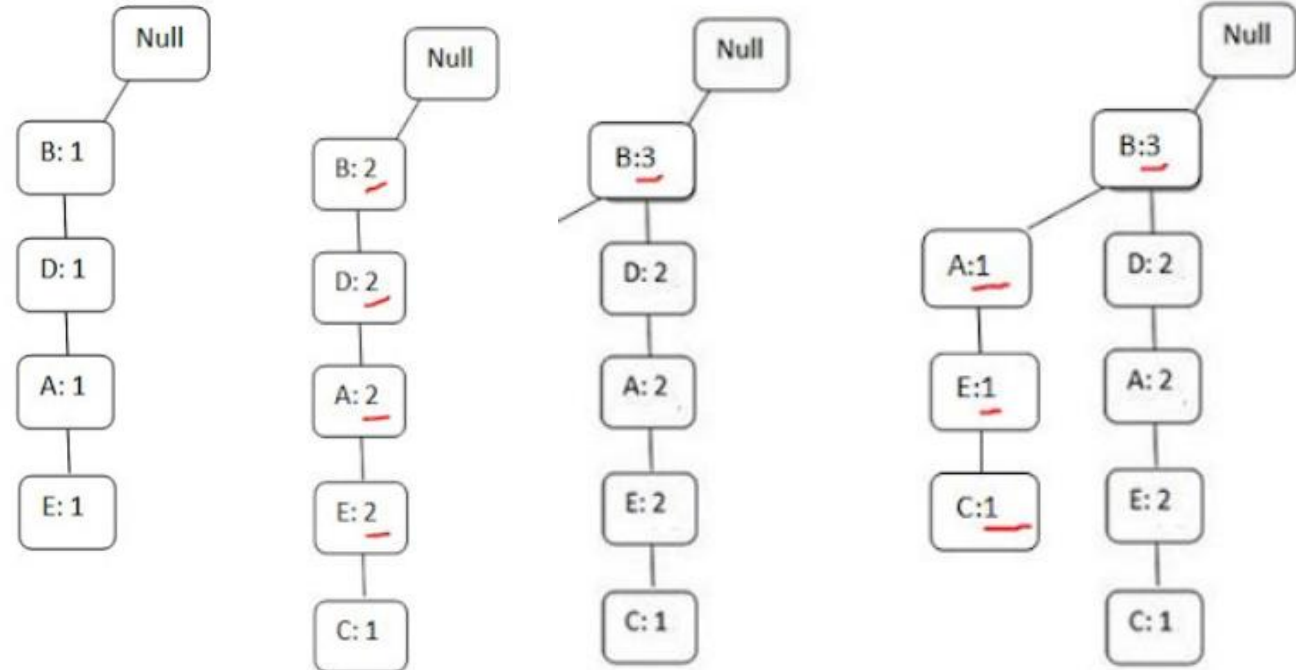 Null
B: 1
D: 1
A: 1
E: 1
Null
B: 2
D: 2
A: 2
E: 2
C: 1
Null
B:3
D: 2
A: 2
E: 2
C: 1
Null
B:3
A:1
E:1
C:1
D: 2
A: 2
E: 2
C: 1